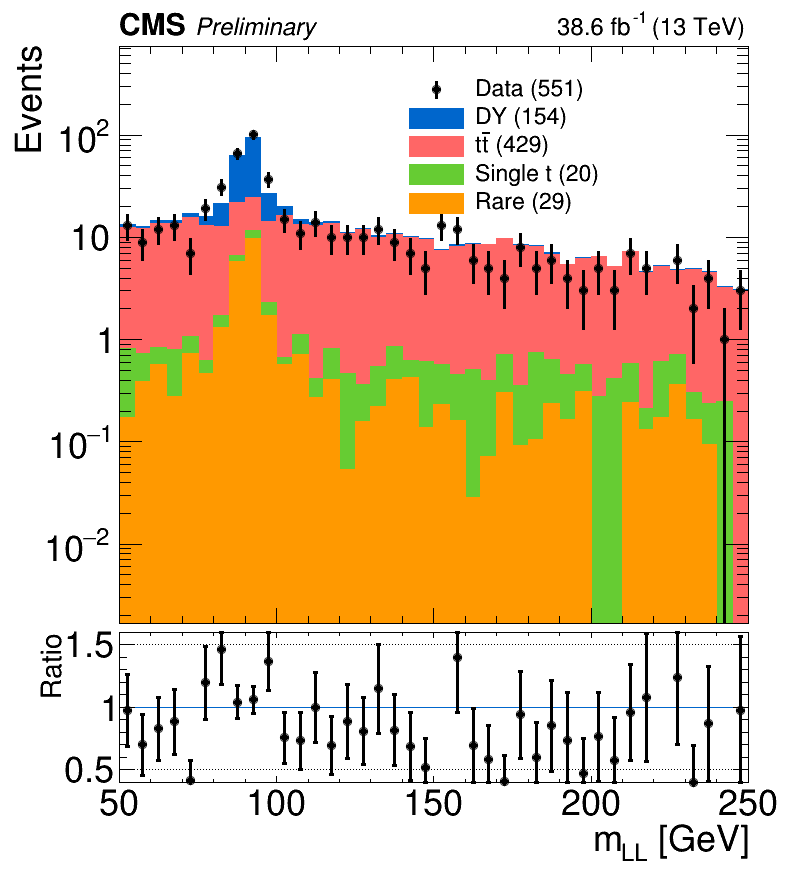 CMS Preliminary 38.6 fb⁻¹ (13 TeV)
Events
Data (551)
DY (154)
tt̄ (429)
Single t (20)
Rare (29)
10²
10
1
10⁻¹
10⁻²
Ratio
1.5
1
0.5
50 100 150 200 250
m_LL [GeV]